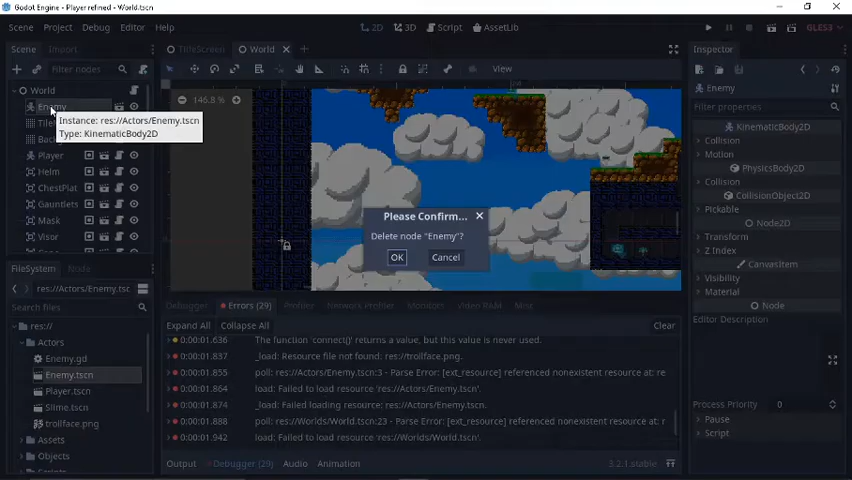 Godot Engine - Player refined - World.tscn
Scene Project Debug Editor Help
2D 3D Script AssetLib
GLES3
Scene Import
TitleScreen World
Inspector
Filter nodes
View
World
146.8 %
Enemy
Enemy
Filter properties
Instance: res://Actors/Enemy.tscn
Type: KinematicBody2D
KinematicBody2D
Collision
Motion
Player
PhysicsBody2D
Helm
Collision
ChestPlat
CollisionObject2D
Gauntlets
Pickable
Mask
Node2D
Visor
Transform
Z Index
Please Confirm...
Delete node "Enemy"?
OK Cancel
CanvasItem
FileSystem Node
Visibility
res://Actors/Enemy.tsc
Material
Search files
Debugger Errors (29) Profiler Network Profiler Monitors Video RAM Misc
Node
res://
Expand All Collapse All Clear
Editor Description
Actors
0:00:01.636 The function 'connect()' returns a value, but this value is never used.
Enemy.gd
0:00:01.837 _load: Resource file not found: res://trollface.png.
Enemy.tscn
0:00:01.855 poll: res://Actors/Enemy.tscn:3 - Parse Error: [ext_resource] referenced nonexistent resource at: re
Player.tscn
0:00:01.864 load: Failed to load resource 'res://Actors/Enemy.tscn'.
Slime.tscn
0:00:01.874 _load: Failed loading resource: res://Actors/Enemy.tscn.
Process Priority 0
trollface.png
0:00:01.888 poll: res://Worlds/World.tscn:23 - Parse Error: [ext_resource] referenced nonexistent resource at: r
Pause
Assets
0:00:01.942 load: Failed to load resource 'res://Worlds/World.tscn'.
Script
Objects
Output Debugger (29) Audio Animation 3.2.1.stable